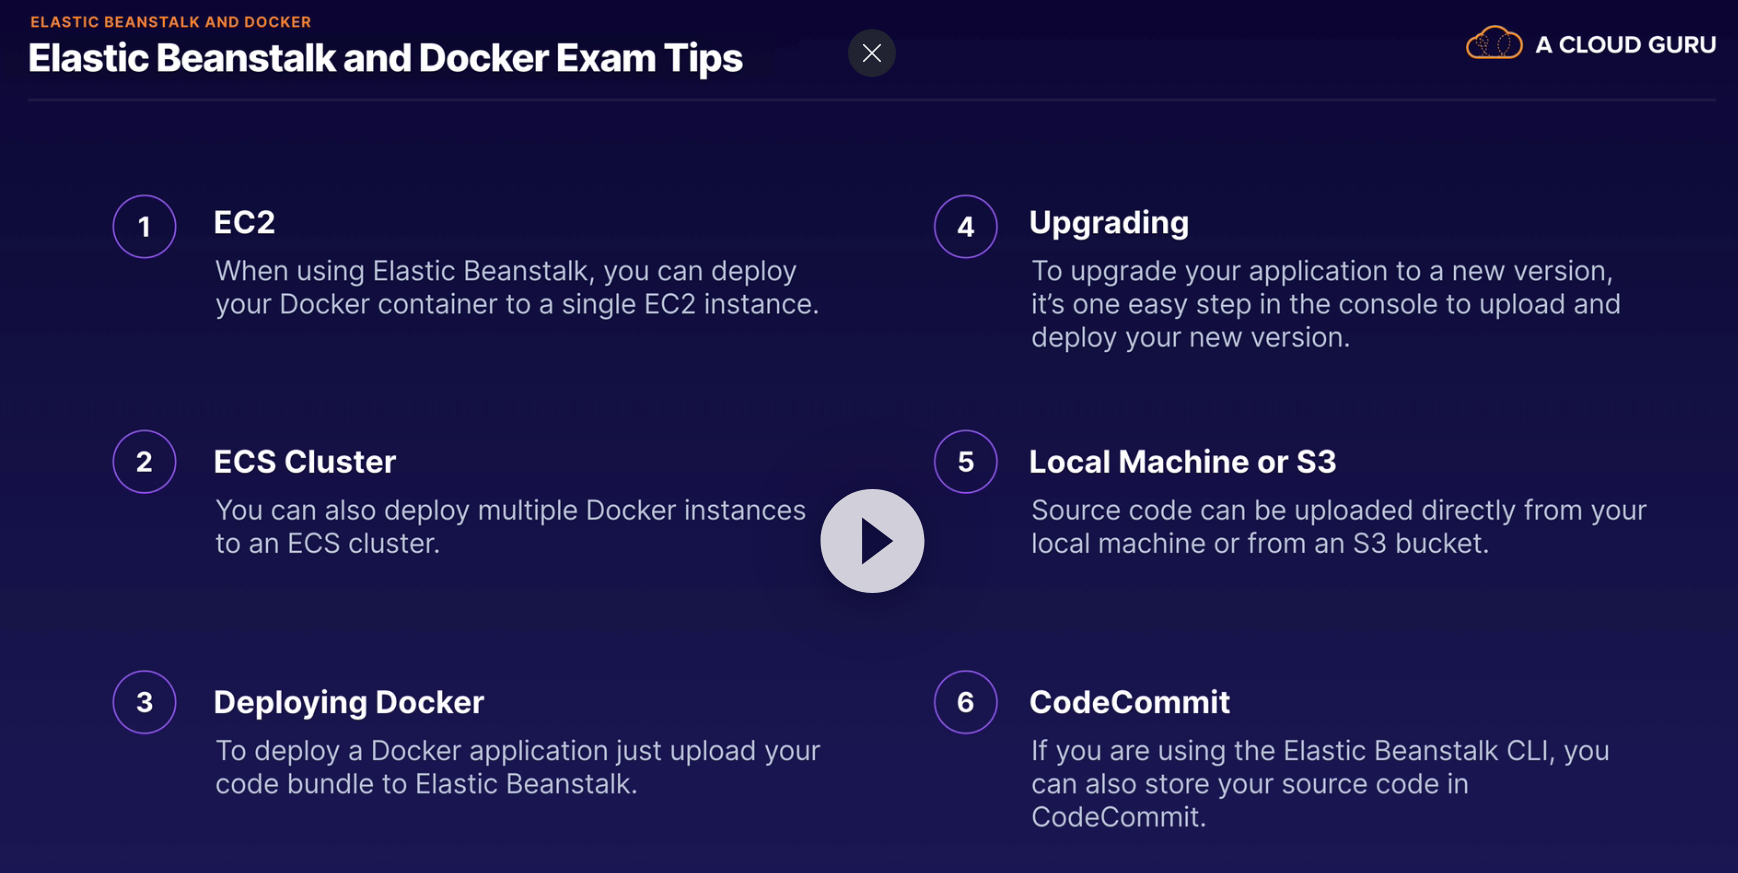 ELASTIC BEANSTALK AND DOCKER
Elastic Beanstalk and Docker Exam Tips
A CLOUD GURU
1
EC2
When using Elastic Beanstalk, you can deploy
your Docker container to a single EC2 instance.
2
ECS Cluster
You can also deploy multiple Docker instances
to an ECS cluster.
3
Deploying Docker
To deploy a Docker application just upload your
code bundle to Elastic Beanstalk.
4
Upgrading
To upgrade your application to a new version,
it’s one easy step in the console to upload and
deploy your new version.
5
Local Machine or S3
Source code can be uploaded directly from your
local machine or from an S3 bucket.
6
CodeCommit
If you are using the Elastic Beanstalk CLI, you
can also store your source code in
CodeCommit.